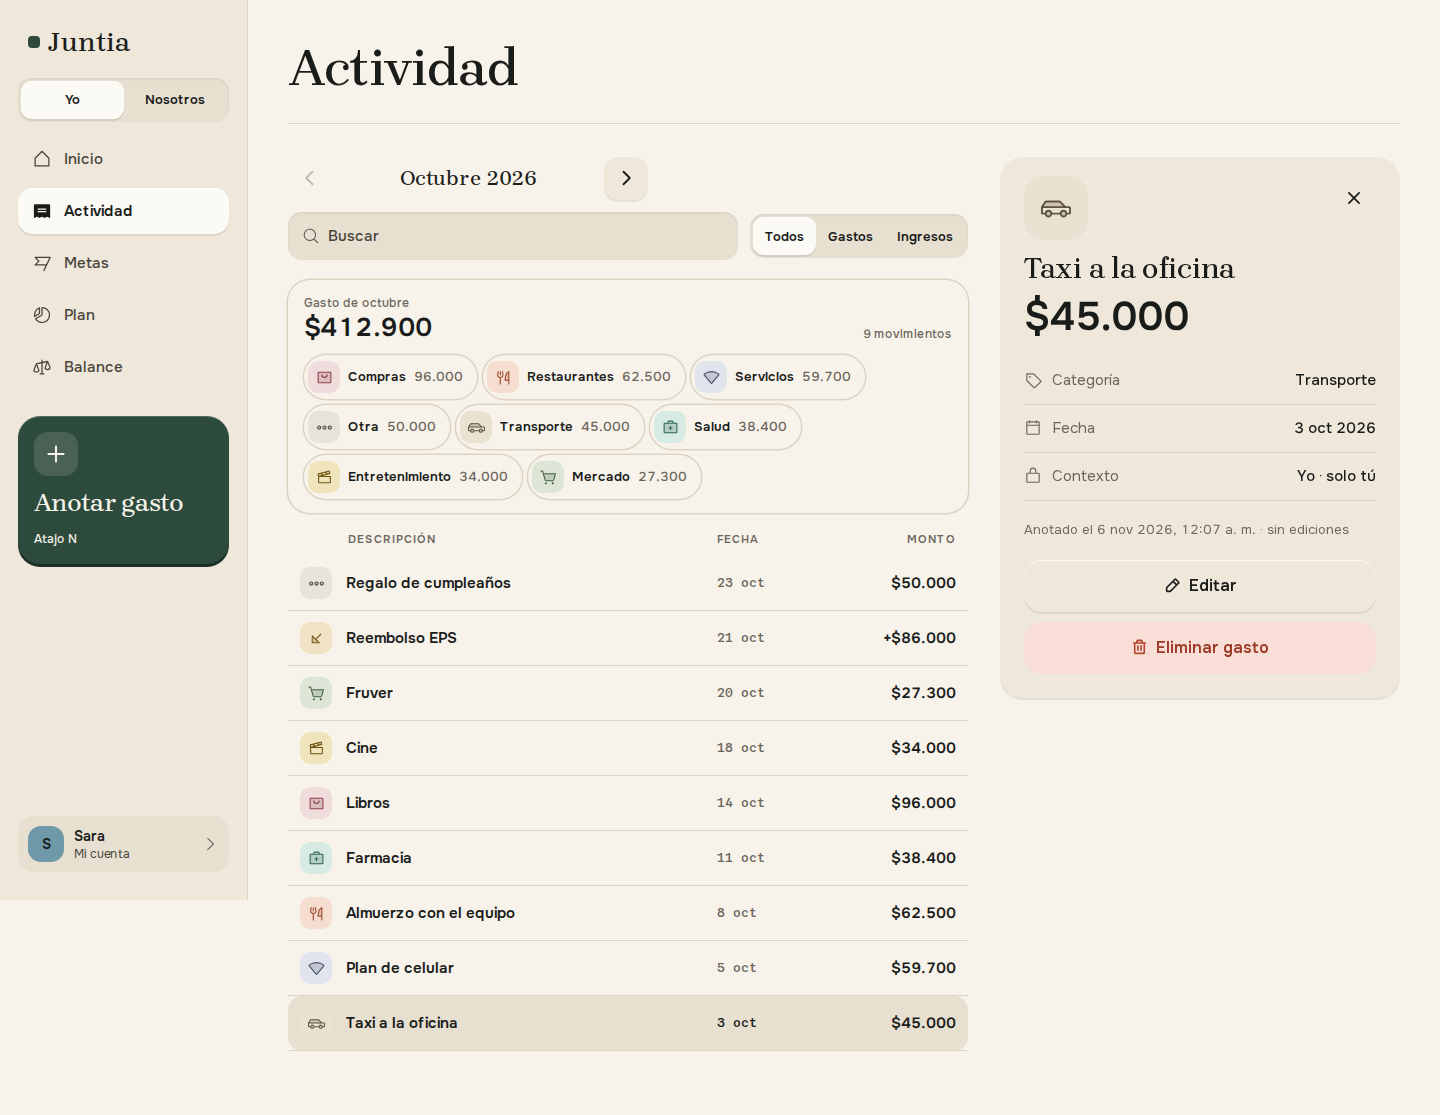 Juntia
Yo
Nosotros
Inicio
Actividad
Metas
Plan
Balance
Anotar gasto
Atajo N
S
Sara
Mi cuenta
Actividad
Octubre 2026
Buscar
Todos
Gastos
Ingresos
Gasto de octubre
$412.900
9 movimientos
Compras 96.000
Restaurantes 62.500
Servicios 59.700
Otra 50.000
Transporte 45.000
Salud 38.400
Entretenimiento 34.000
Mercado 27.300
DESCRIPCIÓN FECHA MONTO
Regalo de cumpleaños 23 oct $50.000
Reembolso EPS 21 oct +$86.000
Fruver 20 oct $27.300
Cine 18 oct $34.000
Libros 14 oct $96.000
Farmacia 11 oct $38.400
Almuerzo con el equipo 8 oct $62.500
Plan de celular 5 oct $59.700
Taxi a la oficina 3 oct $45.000
Taxi a la oficina
$45.000
Categoría Transporte
Fecha 3 oct 2026
Contexto Yo · solo tú
Anotado el 6 nov 2026, 12:07 a. m. · sin ediciones
Editar
Eliminar gasto